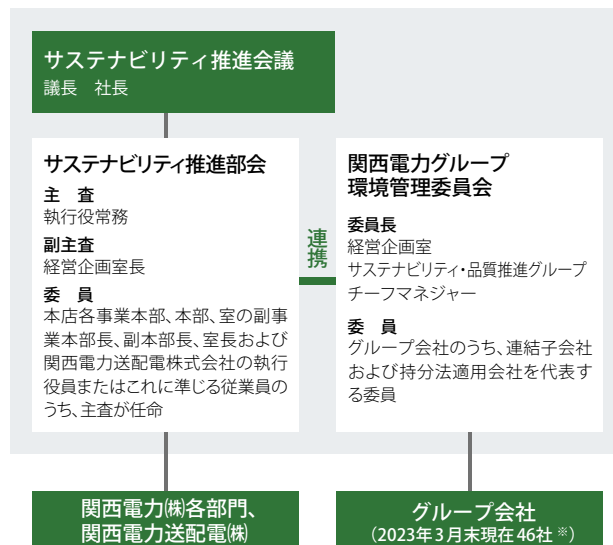 サステナビリティ推進会議
議長　社長
サステナビリティ推進部会
主　査
執行役常務
副主査
経営企画室長
委　員
本店各事業本部、本部、室の副事
業本部長、副本部長、室長および
関西電力送配電株式会社の執行
役員またはこれに準じる従業員の
うち、主査が任命
連携
関西電力グループ
環境管理委員会
委員長
経営企画室
サステナビリティ・品質推進グループ
チーフマネジャー
委　員
グループ会社のうち、連結子会社
および持分法適用会社を代表す
る委員
関西電力㈱各部門、
関西電力送配電㈱
グループ会社
（2023年3月末現在46社※）